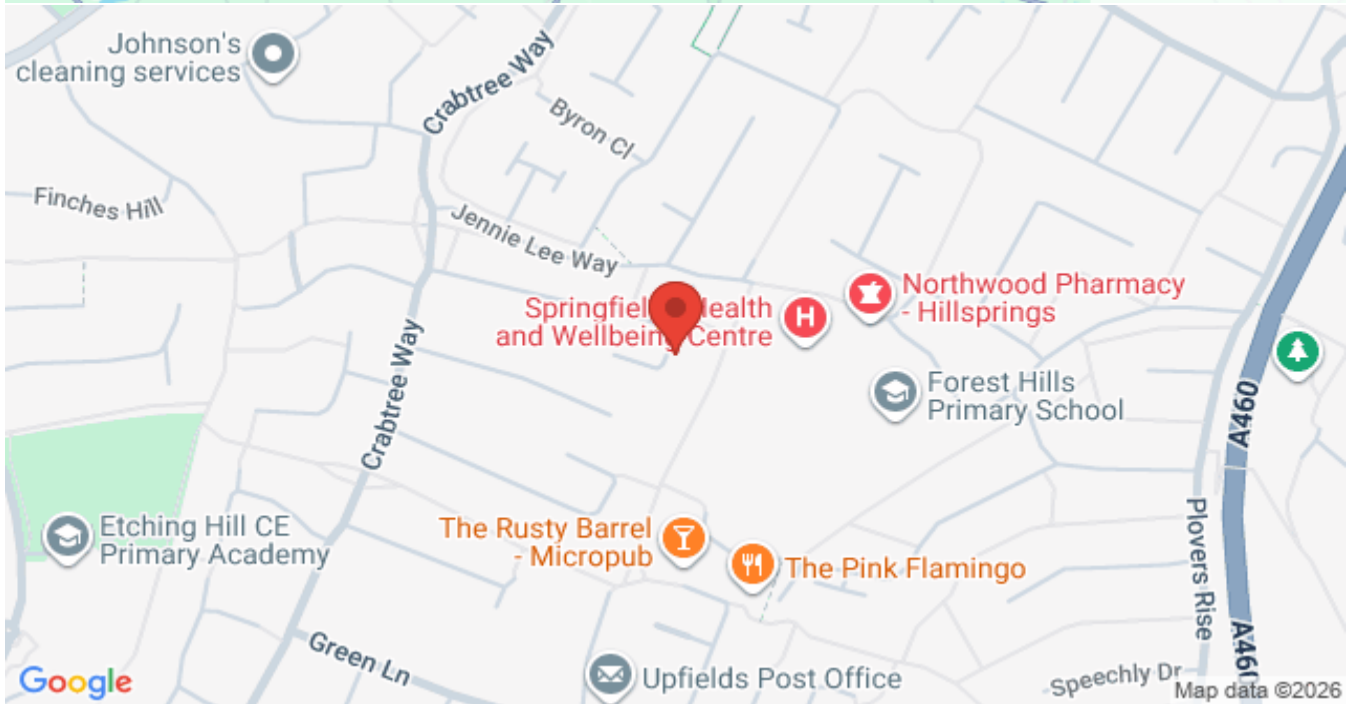 Johnson's
cleaning services
Crabtree Way
Byron Cl
Finches Hill
Jennie Lee Way
Northwood Pharmacy
- Hillsprings
Health
and Wellbeing Centre
H
Crabtree Way
Forest Hills
Primary School
A460
Etching Hill CE
Primary Academy
The Rusty Barrel
- Micropub
The Pink Flamingo
Plovers Rise
Green Ln
Upfields Post Office
Speechly Dr
A460
Google
Map data ©2026